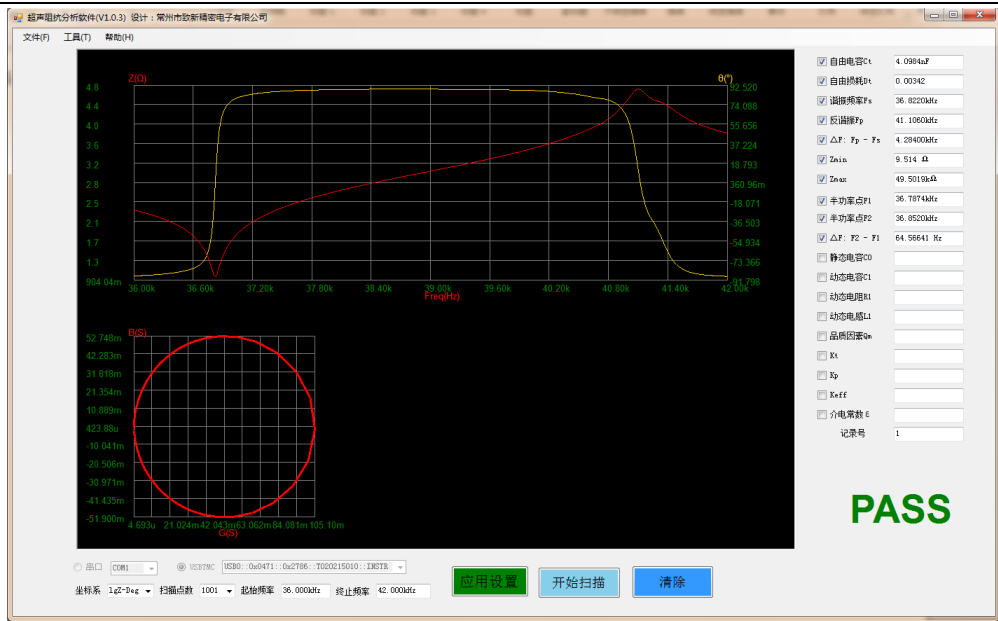 超声阻抗分析软件(V1.0.3) 设计：常州市致新精密电子有限公司
文件(F) 工具(T) 帮助(H)
Z(Ω) θ(°)
4.8 92.520
4.4 74.088
4.0 55.656
3.6 37.224
3.2 18.793
2.8 360.96m
2.5 -18.071
2.1 -36.503
1.7 -54.934
1.3 -73.366
904.04m -91.798
36.00k 36.60k 37.20k 37.80k 38.40k 39.00k 39.60k 40.20k 40.80k 41.40k 42.00k
Freq(Hz)
B(S)
52.748m
42.283m
31.818m
21.354m
10.889m
423.88u
-10.041m
-20.506m
-30.971m
-41.435m
-51.900m
4.693u 21.024m 42.043m 63.062m 84.081m 105.10m
G(S)
自由电容Ct 4.0984nF
自由损耗Dt 0.00342
谐振频率Fs 36.8220kHz
反谐振Fp 41.1060kHz
△F: Fp - Fs 4.28400kHz
Zmin 9.514 Ω
Zmax 49.5019kΩ
半功率点F1 36.7874kHz
半功率点F2 36.8520kHz
△F: F2 - F1 64.56641 Hz
静态电容C0
动态电容C1
动态电阻R1
动态电感L1
品质因素Qm
Kt
Kp
Keff
介电常数ε
记录号 1
PASS
串口 COM1 USBTMC USB0::0x0471::0x2786::T020215010::INSTR
坐标系 lgZ-Deg 扫描点数 1001 起始频率 36.000kHz 终止频率 42.000kHz
应用设置 开始扫描 清除